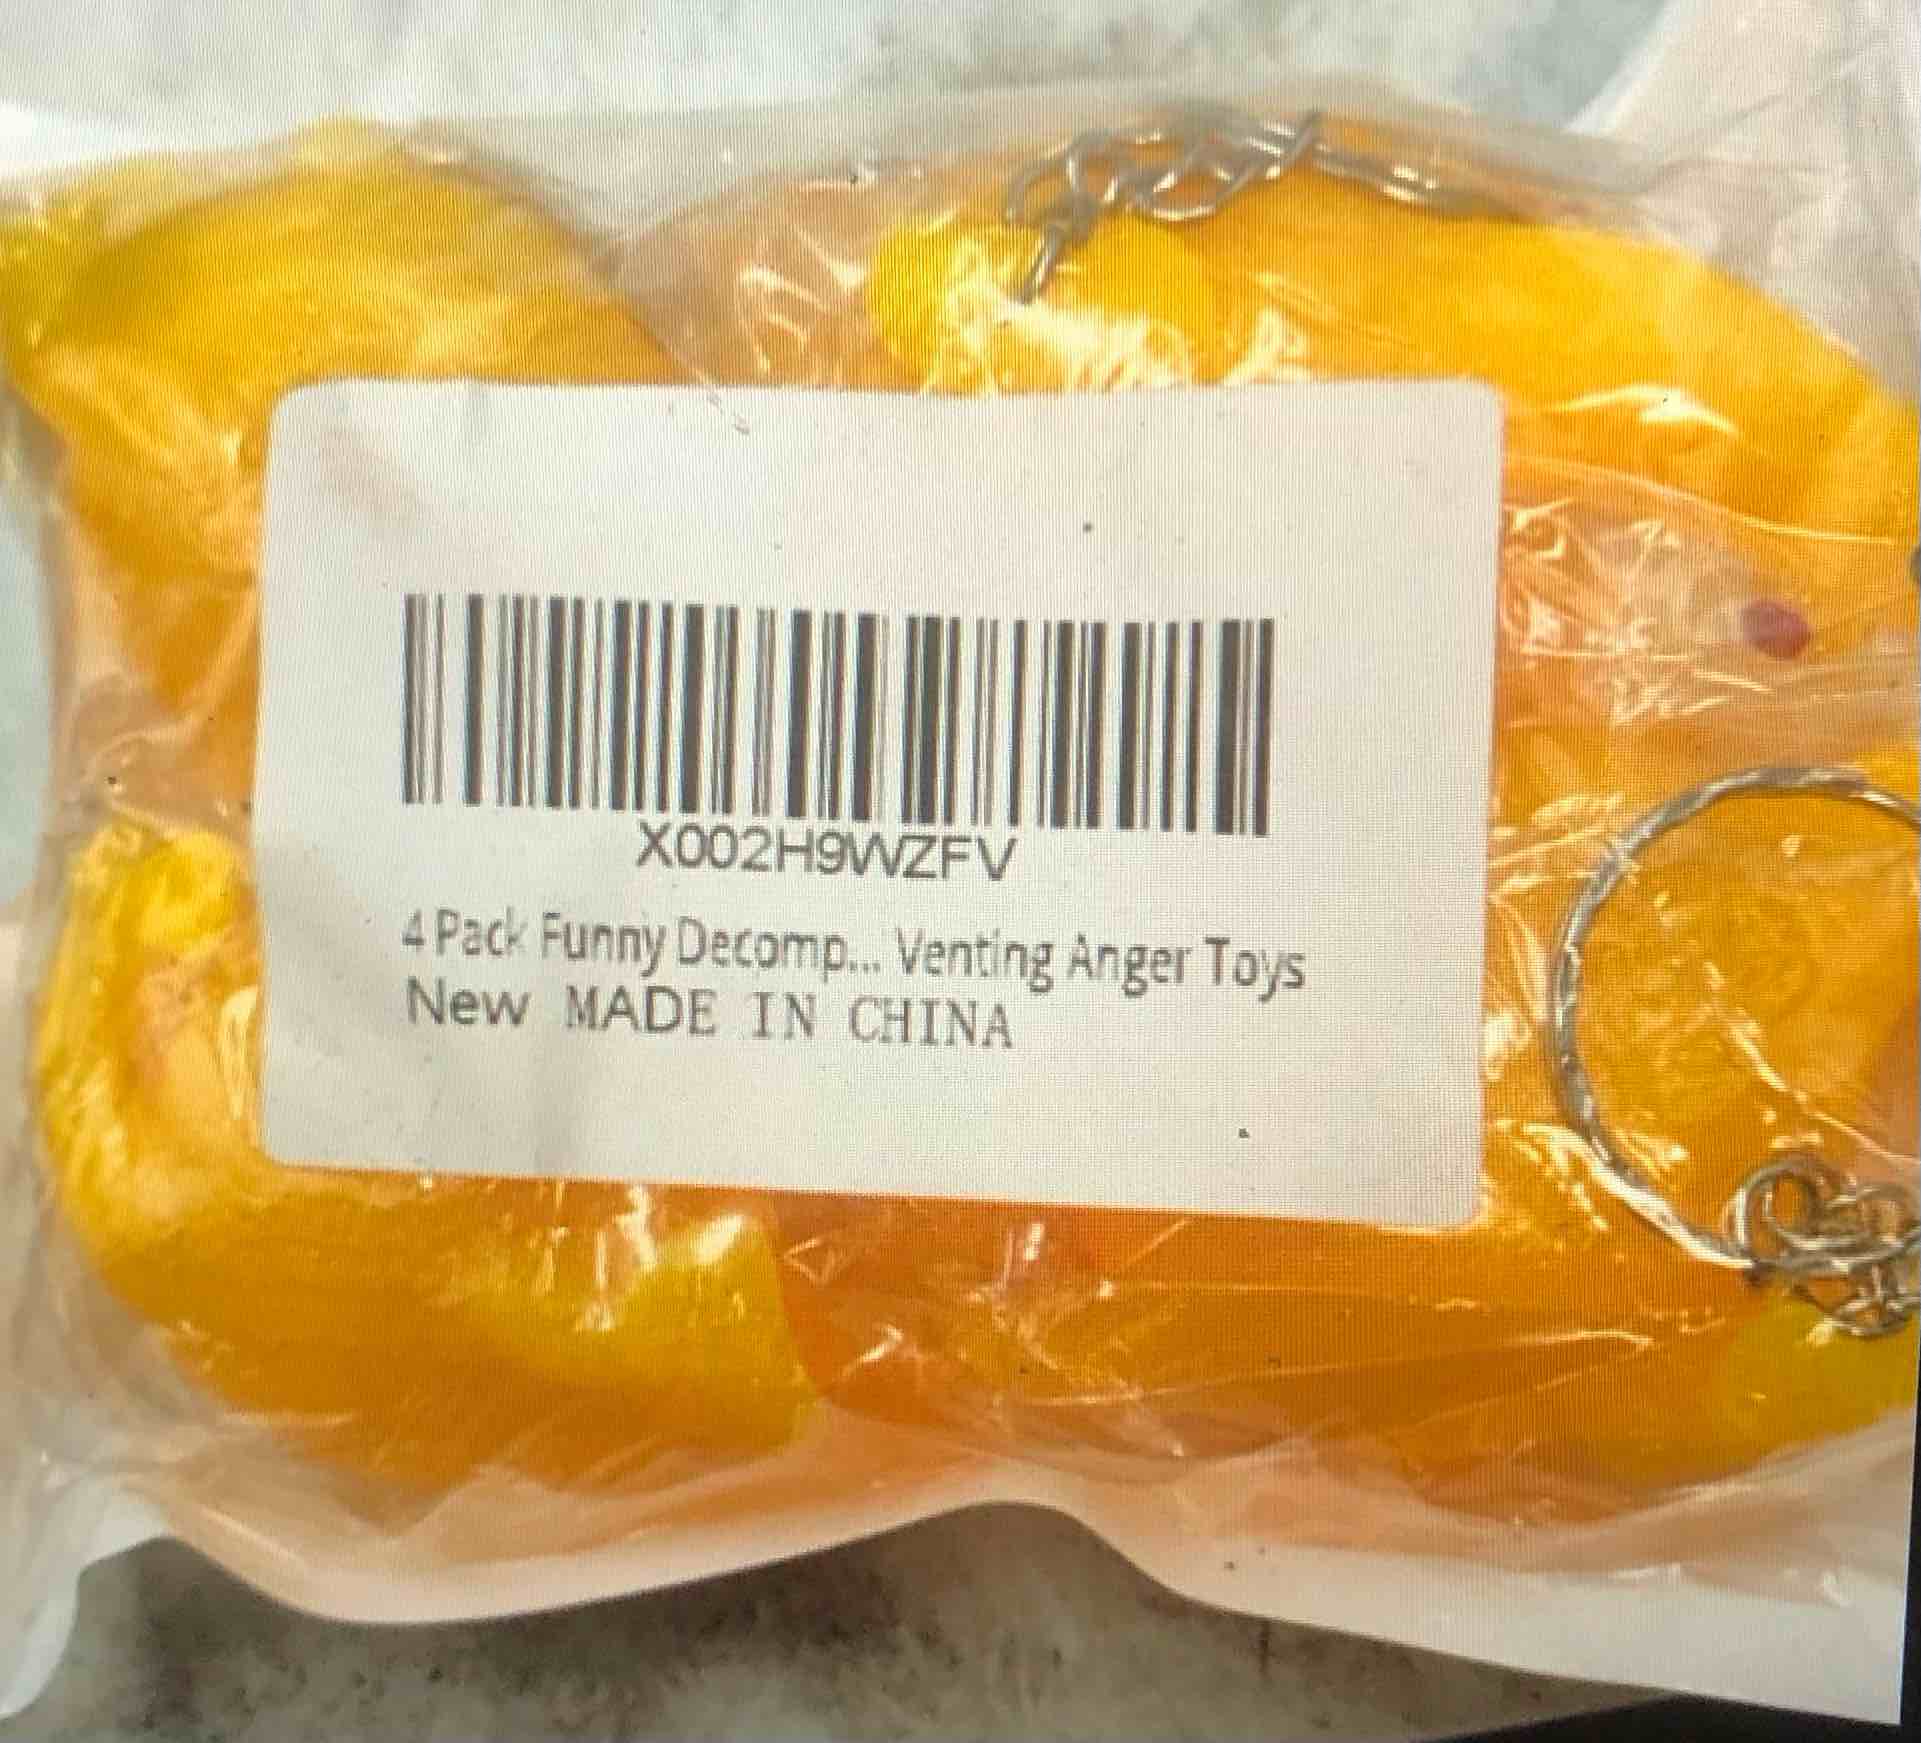 X002H9WZFV
4 Pack Funny Decomp... Venting Anger Toys
New MADE IN CHINA